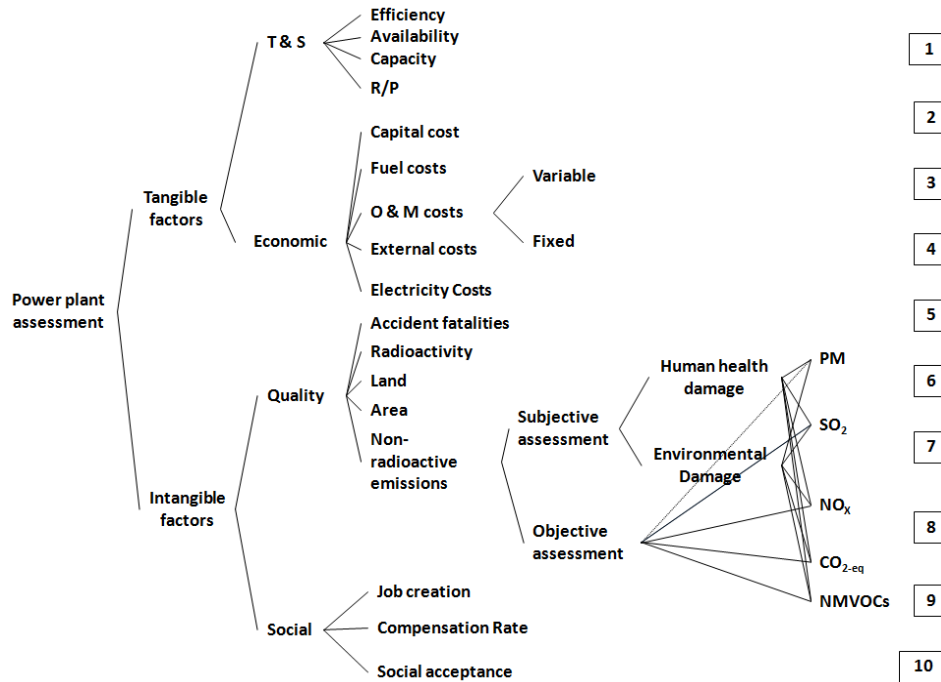 Efficiency
T & S
Availability
Capacity
R/P
1
2
Capital cost
Fuel costs
Variable
3
Tangible
factors
O & M costs
Economic
External costs
Fixed
4
Electricity Costs
Power plant
assessment
5
Accident fatalities
Radioactivity
Human health
damage
PM
6
Quality
Land
Area
Subjective
assessment
SO2
7
Non-
radioactive
emissions
Environmental
Damage
Intangible
factors
NOX
8
Objective
assessment
CO2-eq
Job creation
NMVOCs
9
Social
Compensation Rate
Social acceptance
10